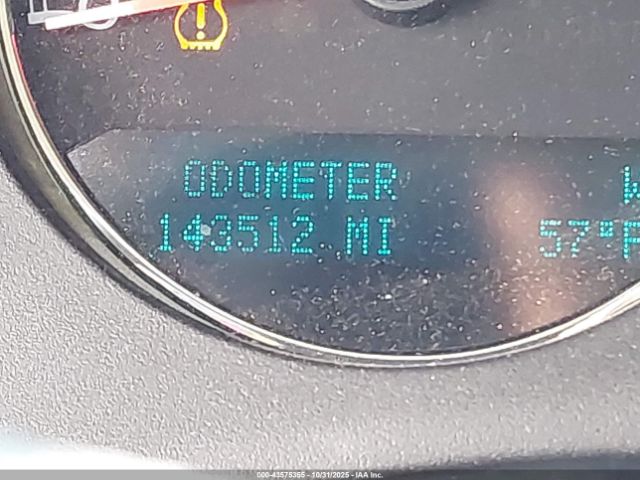 ODOMETER
143512 MI
57°F
000-43575365 - 10/31/2025 - IAA Inc.